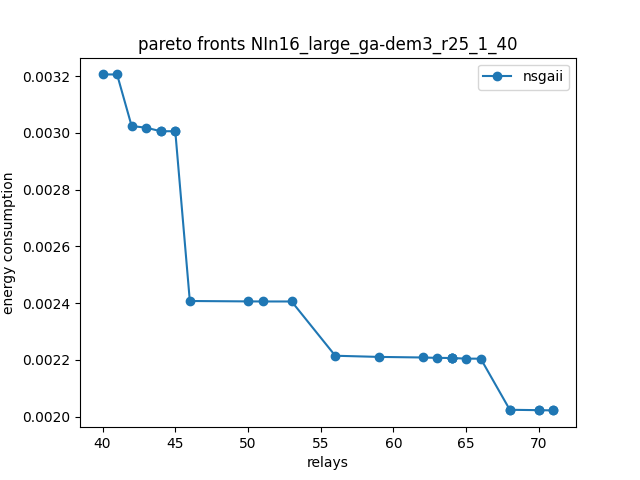 pareto fronts NIn16_large_ga-dem3_r25_1_40
nsgaii
energy consumption
0.0032
0.0030
0.0028
0.0026
0.0024
0.0022
0.0020
40 45 50 55 60 65 70
relays